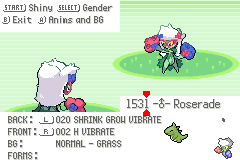 START Shiny SELECT Gender
B Exit A Anims and BG
1531 -8- Roserade
BACK: L 020 SHRINK GROW VIBRATE
FRONT: R 002 H VIBRATE
BG: NORMAL - GRASS
FORMS: